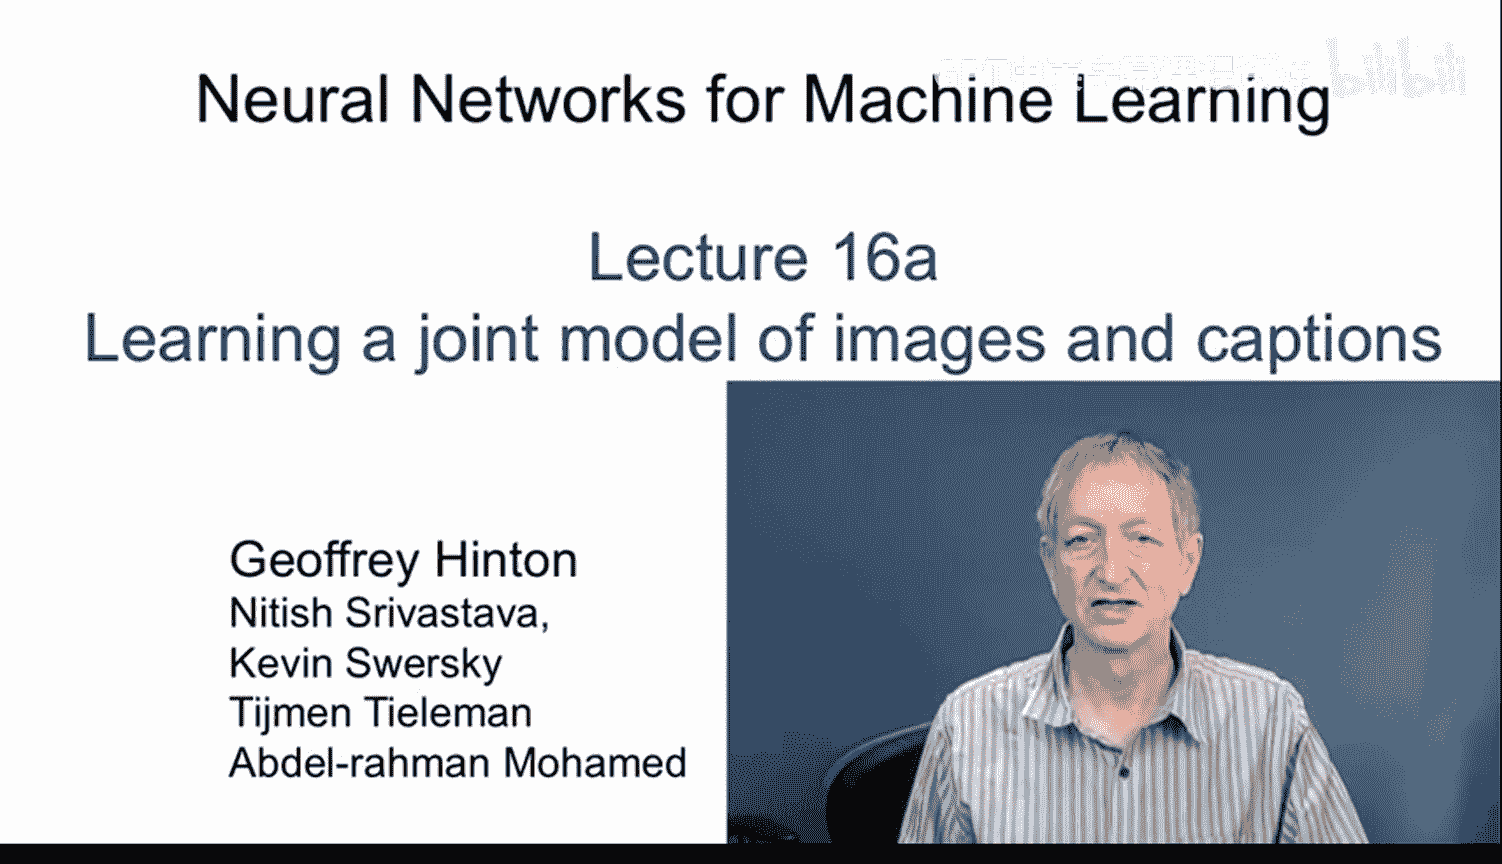 Neural Networks for Machine Learning
Lecture 16a
Learning a joint model of images and captions
Geoffrey Hinton
Nitish Srivastava,
Kevin Swersky
Tijmen Tieleman
Abdel-rahman Mohamed
bilibili